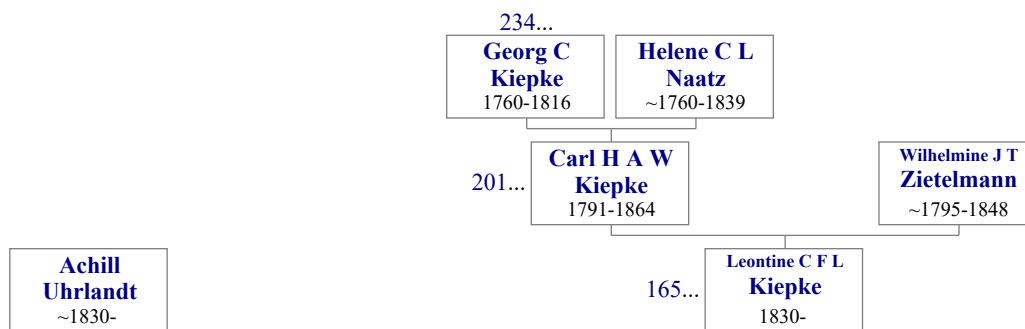 234...
Georg C
Kiepke
1760-1816
Helene C L
Naatz
~1760-1839
201...
Carl H A W
Kiepke
1791-1864
Wilhelmine J T
Zietelmann
~1795-1848
Achill
Uhrlandt
~1830-
165...
Leontine C F L
Kiepke
1830-